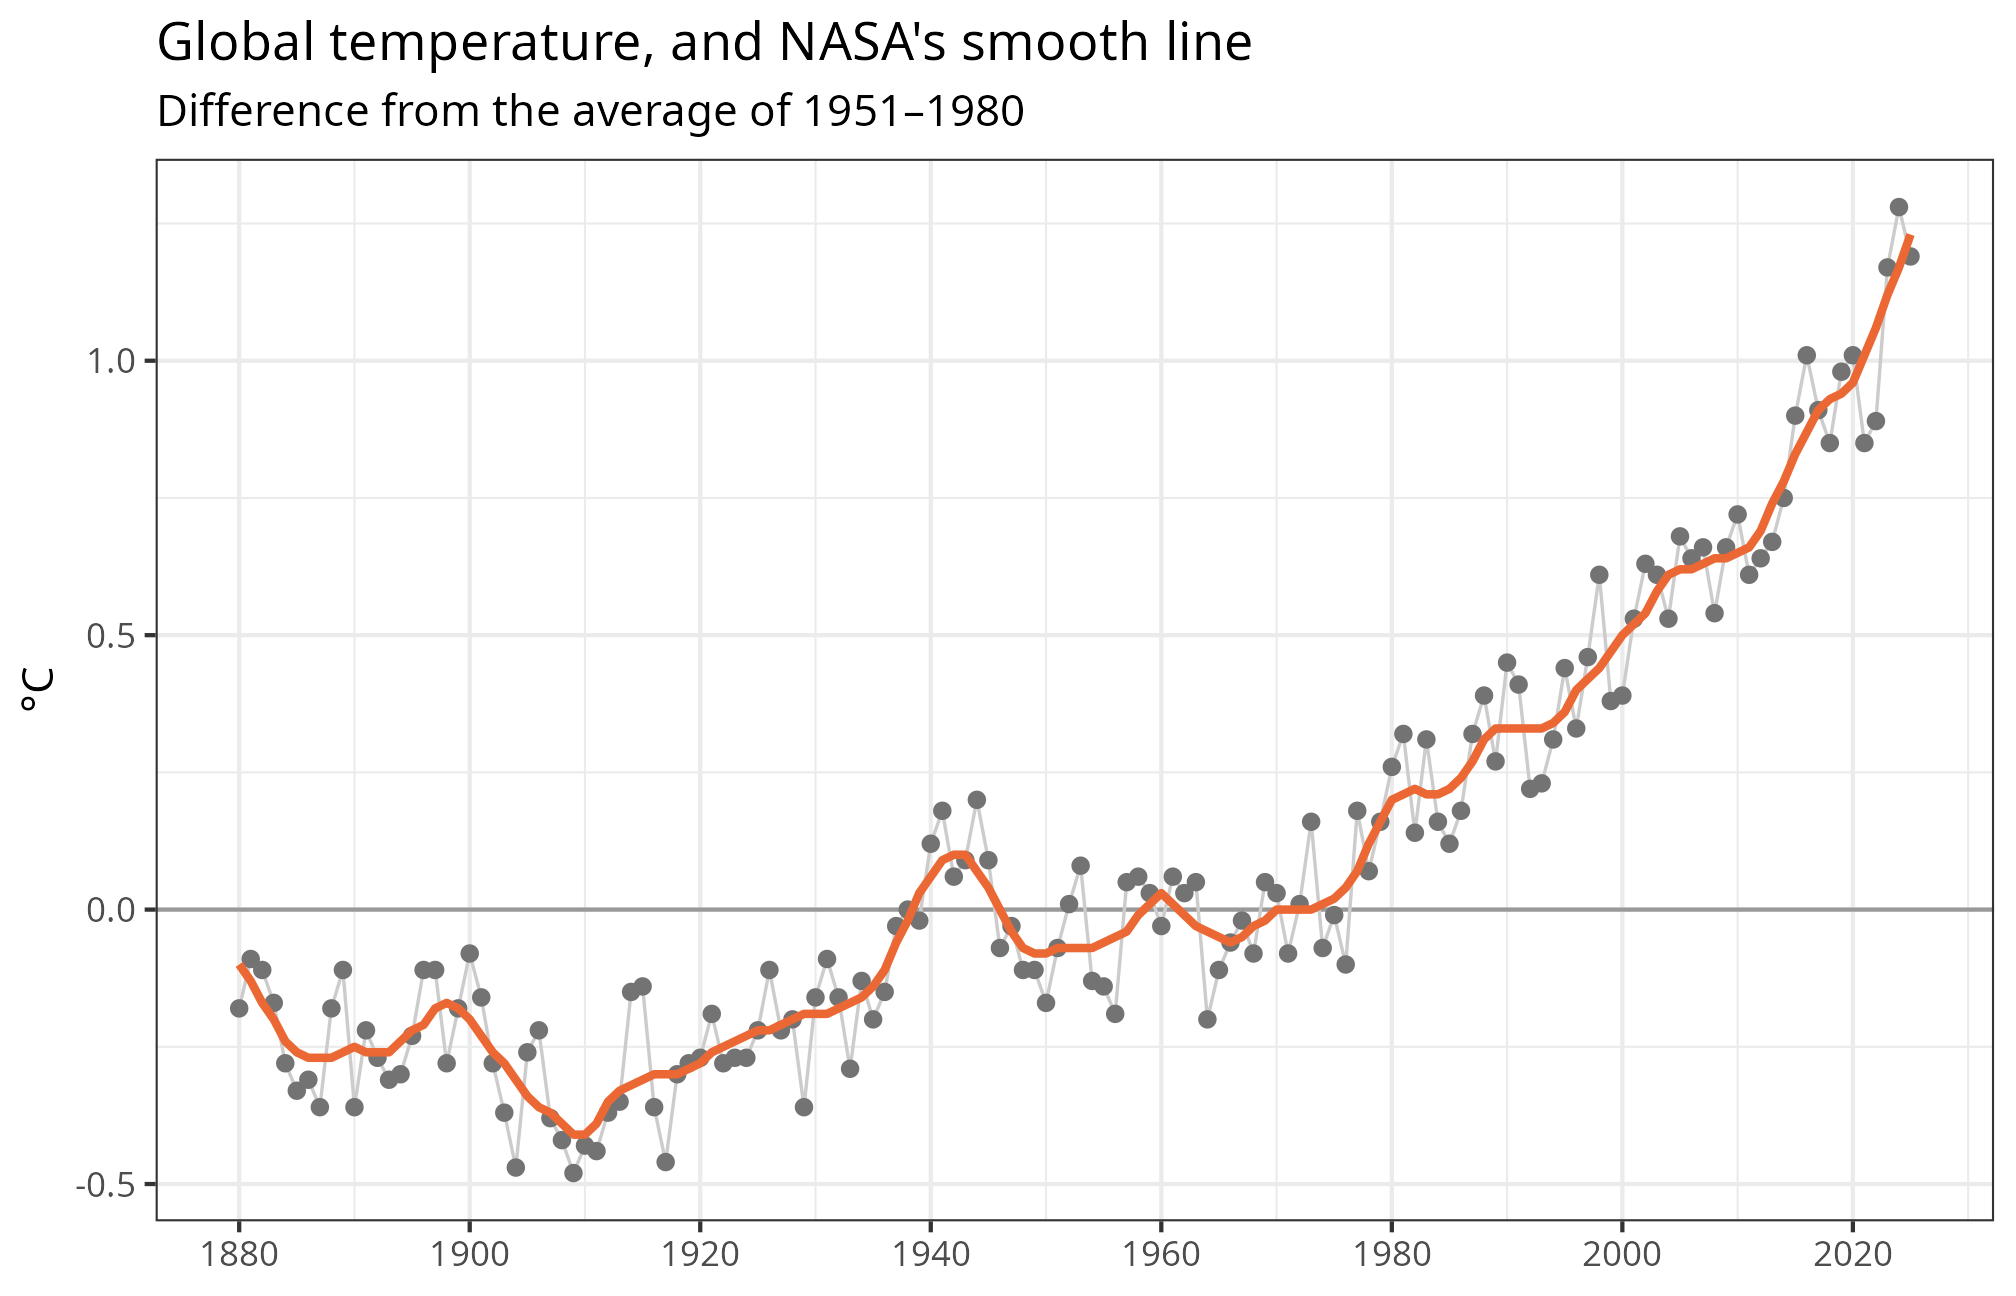 Global temperature, and NASA's smooth line
Difference from the average of 1951–1980
°C
1.0
0.5
0.0
-0.5
1880 1900 1920 1940 1960 1980 2000 2020